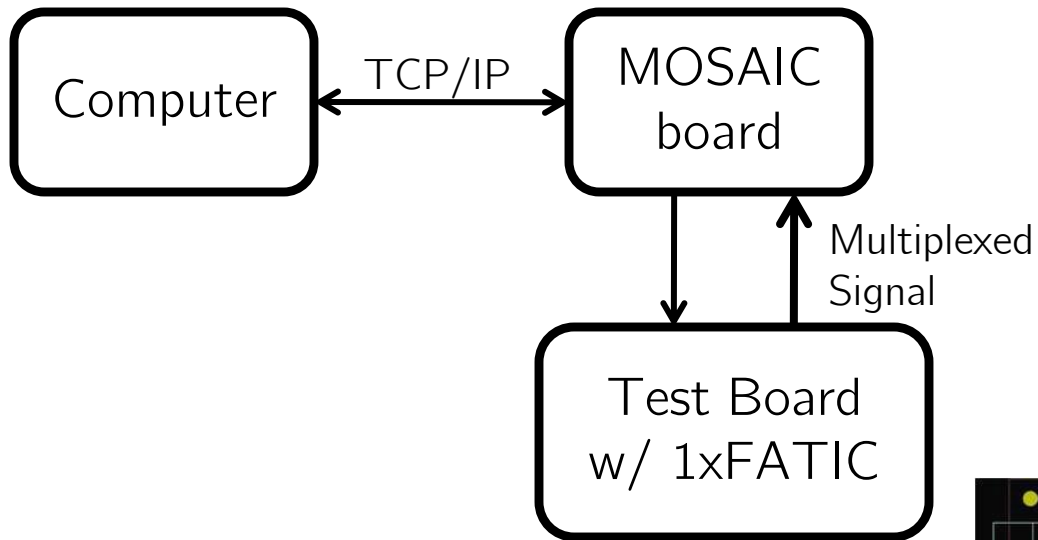 Computer
TCP/IP
MOSAIC
board
Multiplexed
Signal
Test Board
w/ 1xFATIC